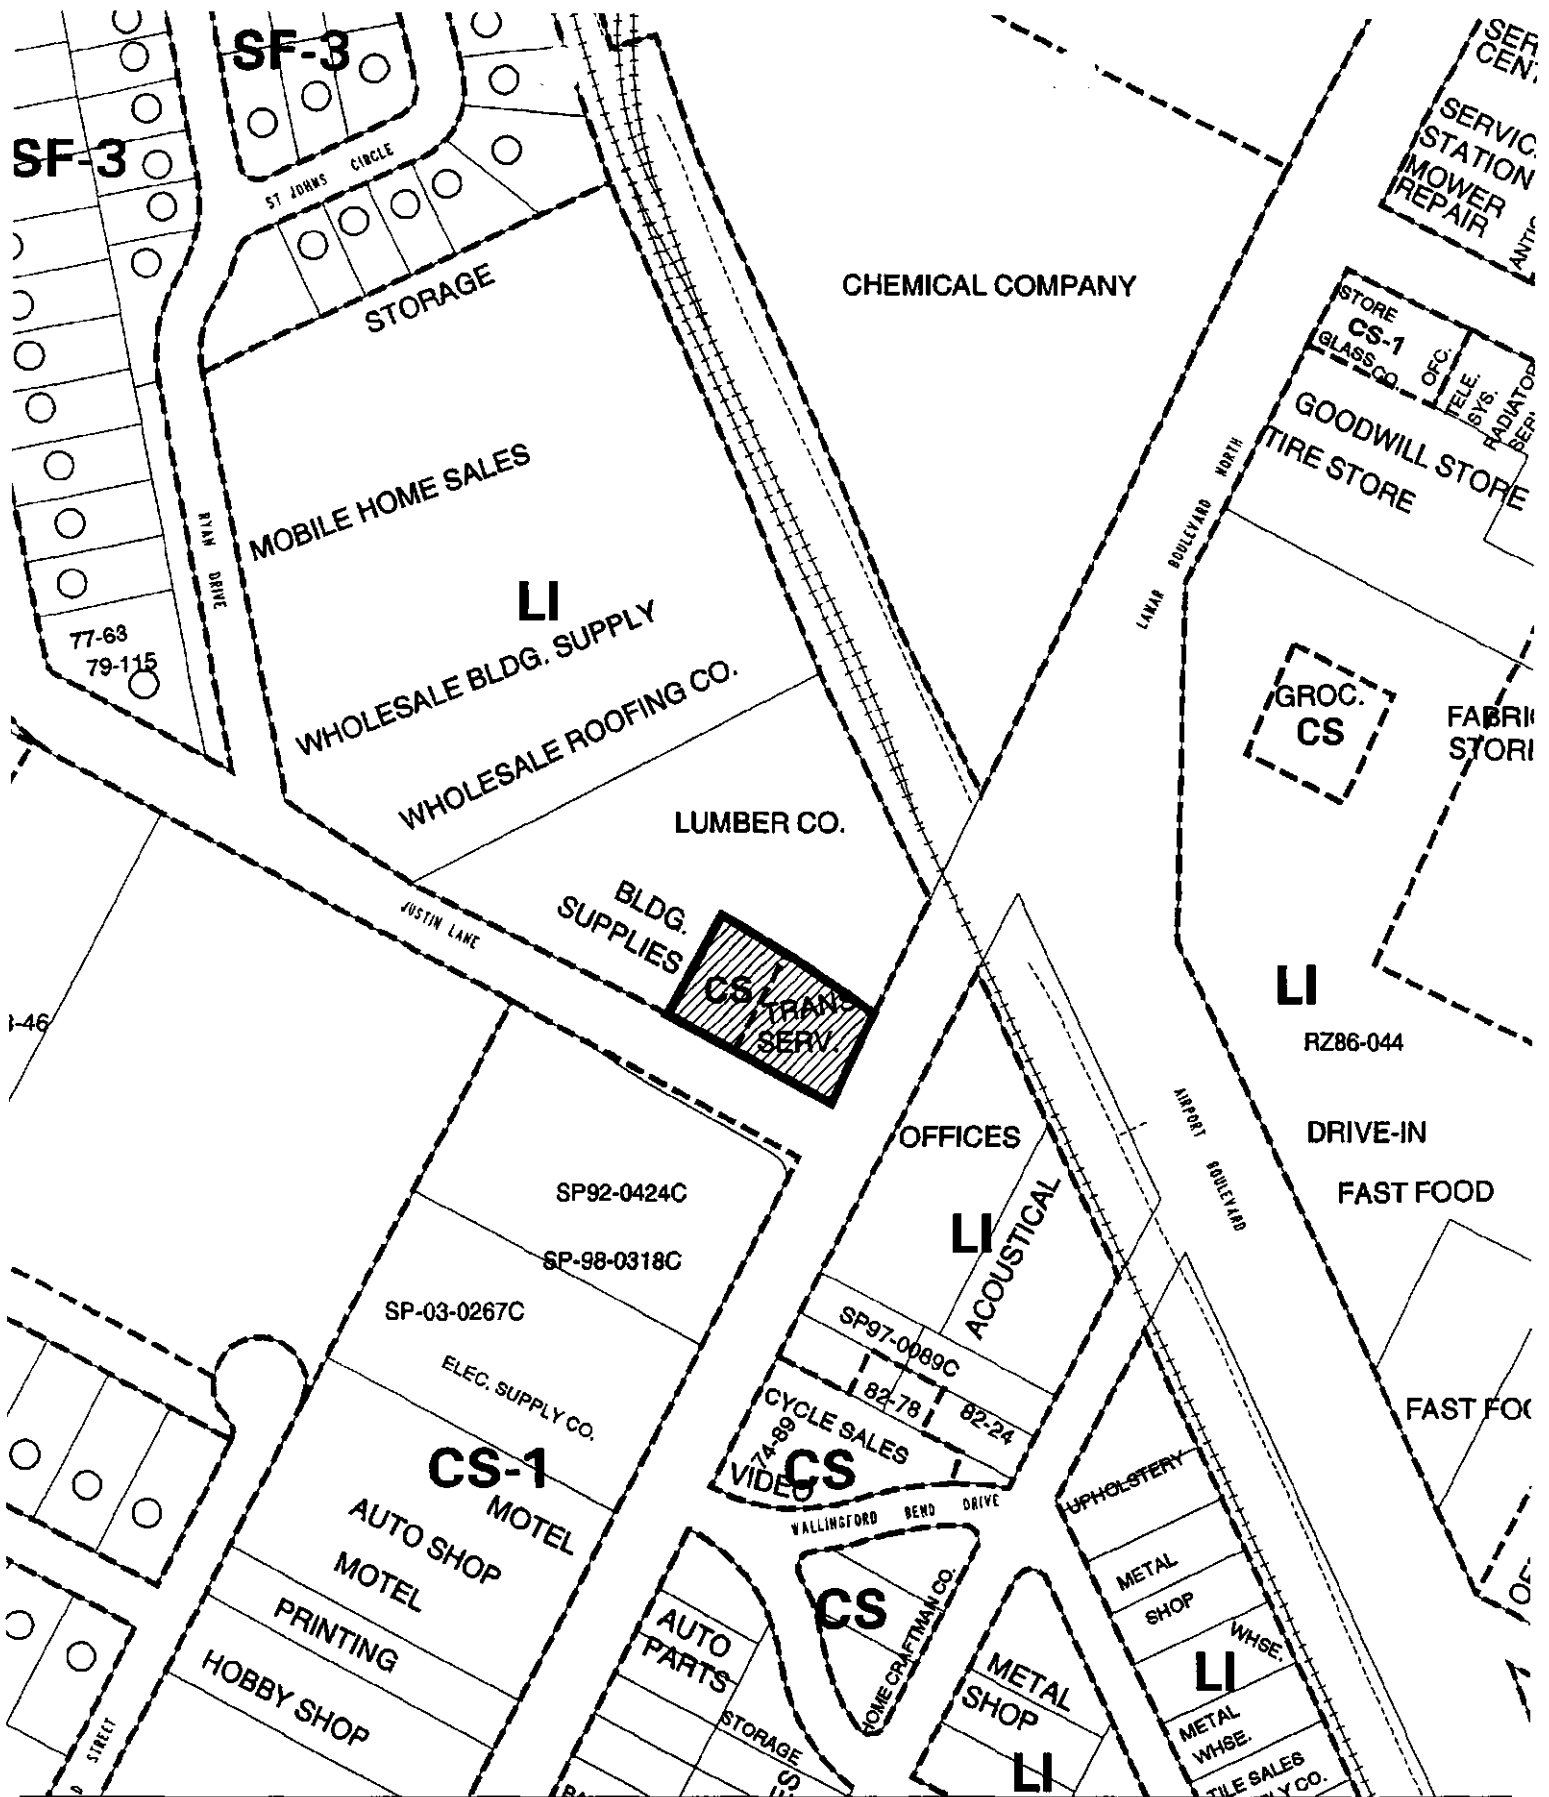 SF-3
SF-3
ST JOHNS CIRCLE
STORAGE
CHEMICAL COMPANY
STATION
MOWER
REPAIR
STORE
CS-1
GLASS CO.
OFC.
TELE.
SYS.
GOODWILL STORE
TIRE STORE
LAMAR BOULEVARD NORTH
MOBILE HOME SALES
RYAN DRIVE
LI
WHOLESALE BLDG. SUPPLY
WHOLESALE ROOFING CO.
77-63
79-115
GROC.
CS
LUMBER CO.
BLDG.
SUPPLIES
JUSTIN LANE
CS
TRANS
SERV.
LI
RZ86-044
AIRPORT BOULEVARD
DRIVE-IN
FAST FOOD
OFFICES
LI
ACOUSTICAL
SP92-0424C
SP-98-0318C
SP-03-0267C
ELEC. SUPPLY CO.
SP97-0089C
82-78
82-24
CYCLE SALES
74-89
VIDEO
CS
CS-1
MOTEL
AUTO SHOP
MOTEL
PRINTING
HOBBY SHOP
WALLINGFORD BEND DRIVE
CS
HOME CRAFTMAN CO.
AUTO
PARTS
STORAGE
METAL
SHOP
LI
UPHOLSTERY
METAL
SHOP
WHSE.
LI
METAL
WHSE.
TILE SALES
STREET